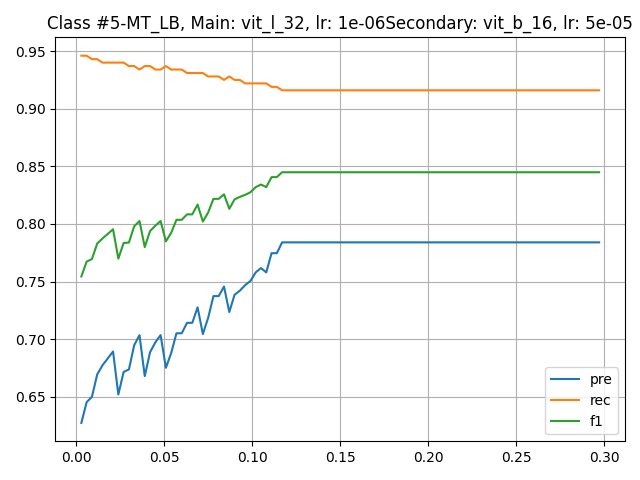 Class #5-MT_LB, Main: vit_l_32, lr: 1e-06Secondary: vit_b_16, lr: 5e-05
0.95
0.90
0.85
0.80
0.75
0.70
0.65
pre
rec
f1
0.00 0.05 0.10 0.15 0.20 0.25 0.30